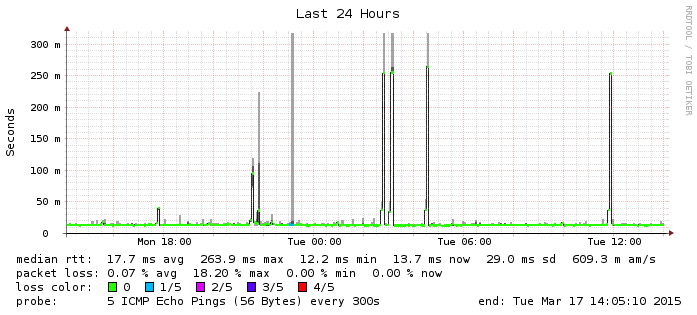 Last 24 Hours
RRDTOOL / TOBI OETIKER
Seconds
300 m
250 m
200 m
150 m
100 m
50 m
0
Mon 18:00 Tue 00:00 Tue 06:00 Tue 12:00
median rtt: 17.7 ms avg 263.9 ms max 12.2 ms min 13.7 ms now 29.0 ms sd 609.3 m am/s
packet loss: 0.07 % avg 18.20 % max 0.00 % min 0.00 % now
loss color: 0 1/5 2/5 3/5 4/5
probe: 5 ICMP Echo Pings (56 Bytes) every 300s end: Tue Mar 17 14:05:10 2015